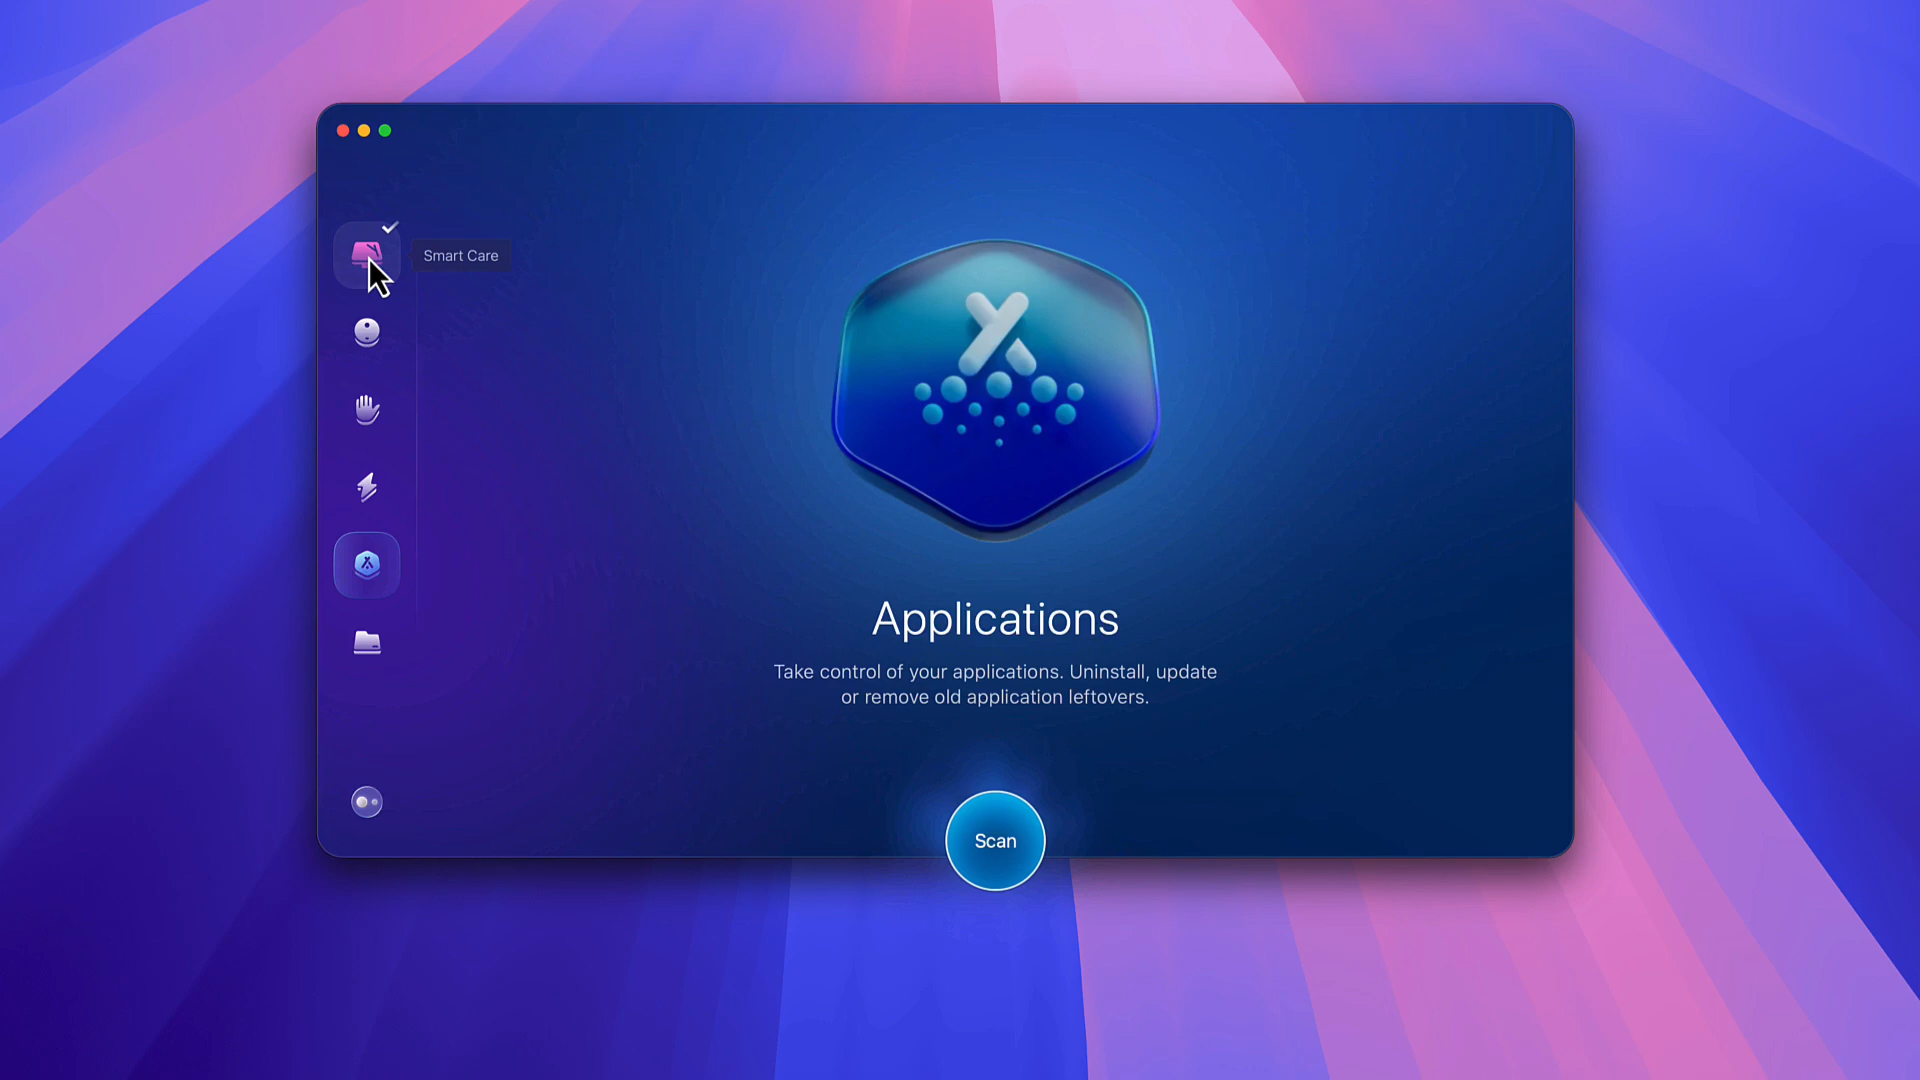 Smart Care
Applications
Take control of your applications. Uninstall, update
or remove old application leftovers.
Scan